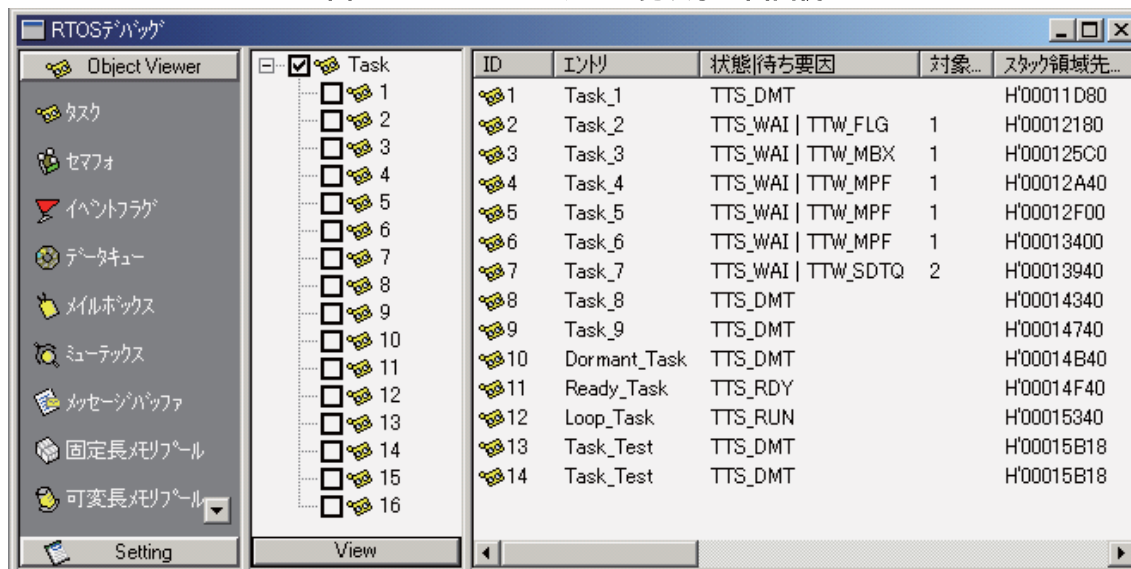 RTOSデバッグ
Object Viewer
タスク
セマフォ
イベントフラグ
データキュー
メイルボックス
ミューテックス
メッセージバッファ
固定長メモリプール
可変長メモリプール
Setting
Task
1
2
3
4
5
6
7
8
9
10
11
12
13
14
15
16
View
ID エントリ 状態|待ち要因 対象... スタック領域先...
1 Task_1 TTS_DMT H'00011D80
2 Task_2 TTS_WAI | TTW_FLG 1 H'00012180
3 Task_3 TTS_WAI | TTW_MBX 1 H'000125C0
4 Task_4 TTS_WAI | TTW_MPF 1 H'00012A40
5 Task_5 TTS_WAI | TTW_MPF 1 H'00012F00
6 Task_6 TTS_WAI | TTW_MPF 1 H'00013400
7 Task_7 TTS_WAI | TTW_SDTQ 2 H'00013940
8 Task_8 TTS_DMT H'00014340
9 Task_9 TTS_DMT H'00014740
10 Dormant_Task TTS_DMT H'00014B40
11 Ready_Task TTS_RDY H'00014F40
12 Loop_Task TTS_RUN H'00015340
13 Task_Test TTS_DMT H'00015B18
14 Task_Test TTS_DMT H'00015B18